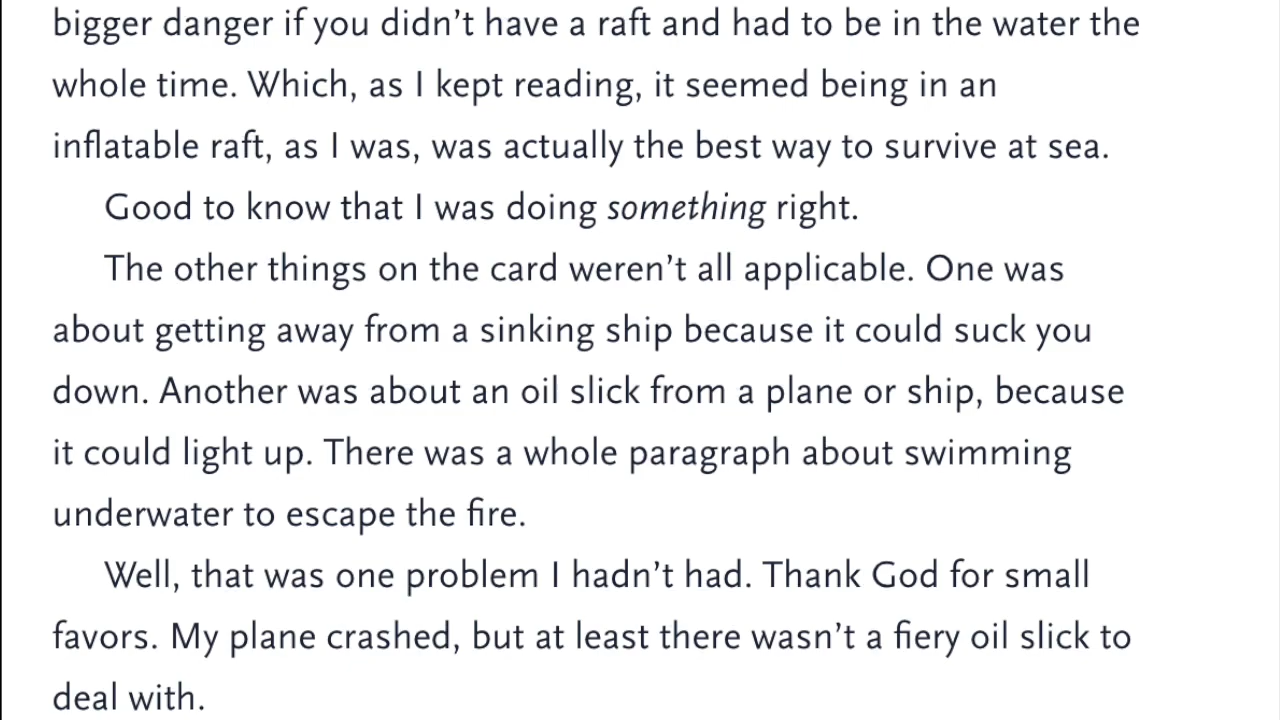 bigger danger if you didn’t have a raft and had to be in the water the
whole time. Which, as I kept reading, it seemed being in an
inflatable raft, as I was, was actually the best way to survive at sea.
Good to know that I was doing something right.
The other things on the card weren’t all applicable. One was
about getting away from a sinking ship because it could suck you
down. Another was about an oil slick from a plane or ship, because
it could light up. There was a whole paragraph about swimming
underwater to escape the fire.
Well, that was one problem I hadn’t had. Thank God for small
favors. My plane crashed, but at least there wasn’t a fiery oil slick to
deal with.